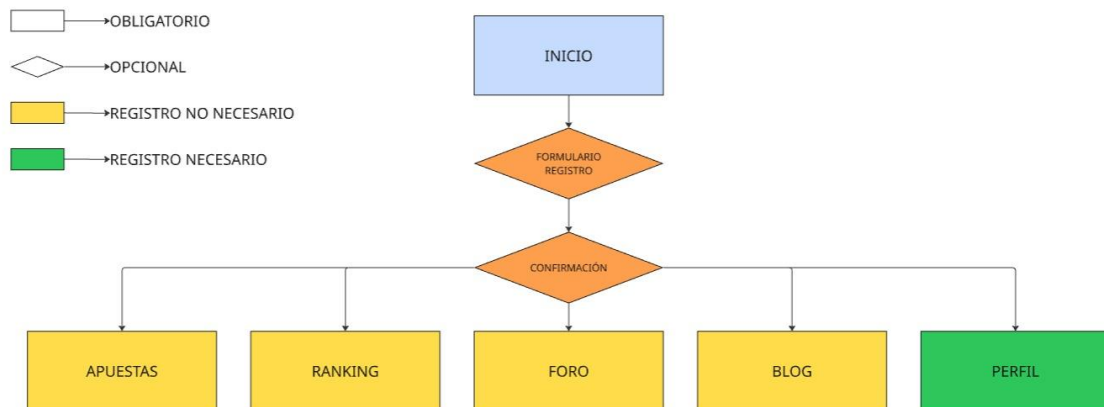 OBLIGATORIO
OPCIONAL
REGISTRO NO NECESARIO
REGISTRO NECESARIO
INICIO
FORMULARIO
REGISTRO
CONFIRMACIÓN
APUESTAS
RANKING
FORO
BLOG
PERFIL